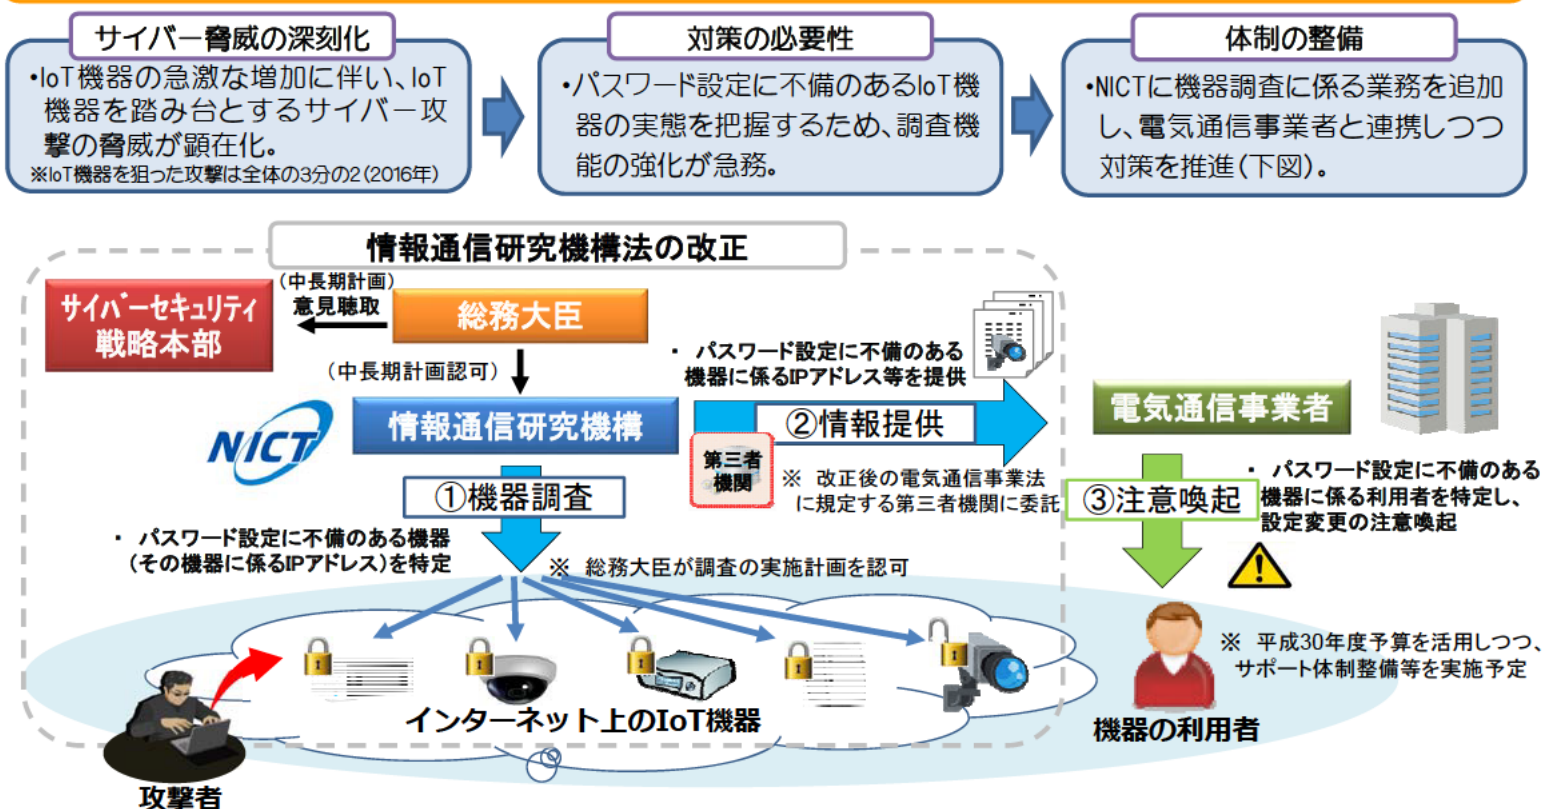 サイバー脅威の深刻化
・IoT機器の急激な増加に伴い、IoT
機器を踏み台とするサイバー攻
撃の脅威が顕在化。
※IoT機器を狙った攻撃は全体の3分の2(2016年)
対策の必要性
・パスワード設定に不備のあるIoT機
器の実態を把握するため、調査機
能の強化が急務。
体制の整備
・NICTに機器調査に係る業務を追加
し、電気通信事業者と連携しつつ
対策を推進(下図)。
情報通信研究機構法の改正
サイバーセキュリティ
戦略本部
(中長期計画)
意見聴取
総務大臣
(中長期計画認可)
NICT
情報通信研究機構
・ パスワード設定に不備のある
機器に係るIPアドレス等を提供
②情報提供
第三者
機関
※ 改正後の電気通信事業法
に規定する第三者機関に委託
電気通信事業者
①機器調査
・ パスワード設定に不備のある機器
(その機器に係るIPアドレス)を特定
※ 総務大臣が調査の実施計画を認可
③注意喚起
・ パスワード設定に不備のある
機器に係る利用者を特定し、
設定変更の注意喚起
※ 平成30年度予算を活用しつつ、
サポート体制整備等を実施予定
インターネット上のIoT機器
機器の利用者
攻撃者